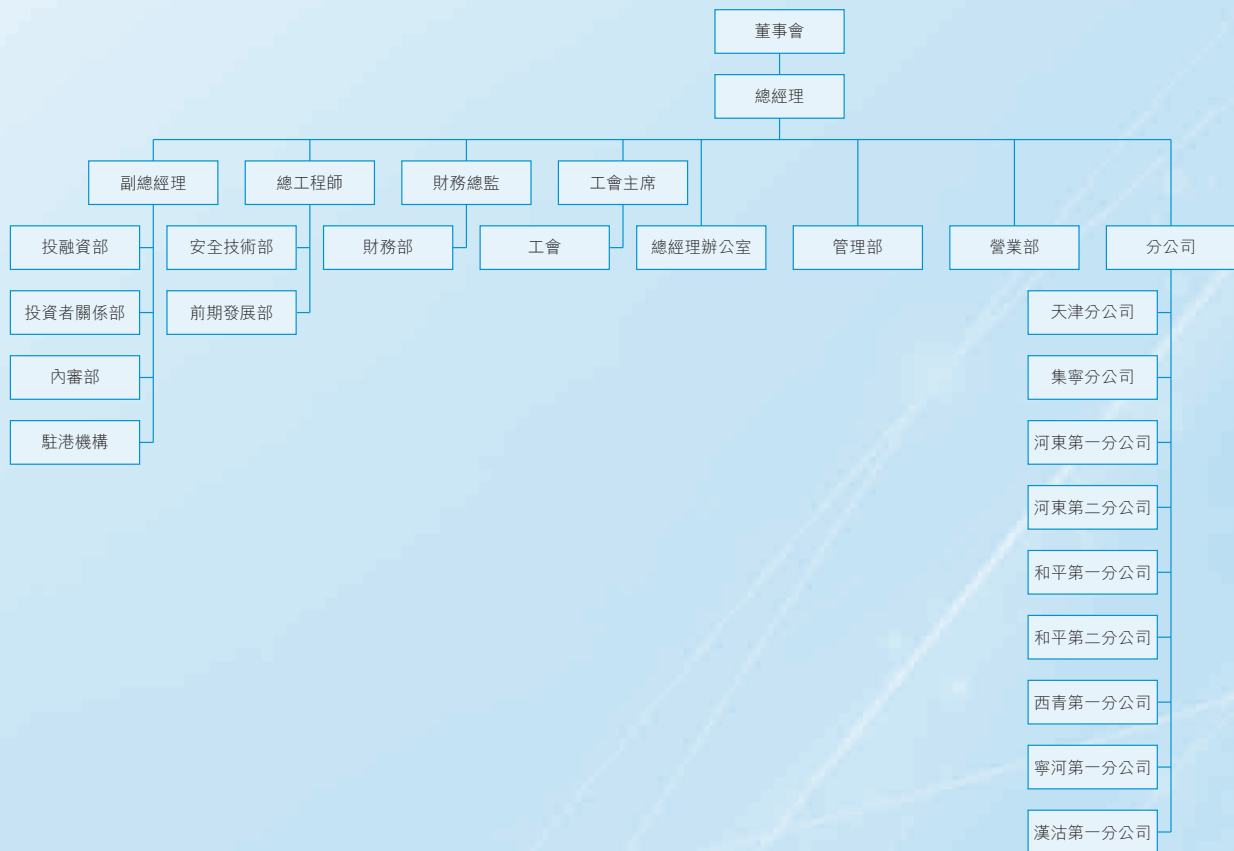 董事會
總經理
副總經理
總工程師
財務總監
工會主席
投融資部
安全技術部
財務部
工會
總經理辦公室
管理部
營業部
分公司
投資者關係部
前期發展部
天津分公司
內審部
集寧分公司
駐港機構
河東第一分公司
河東第二分公司
和平第一分公司
和平第二分公司
西青第一分公司
寧河第一分公司
漢沽第一分公司